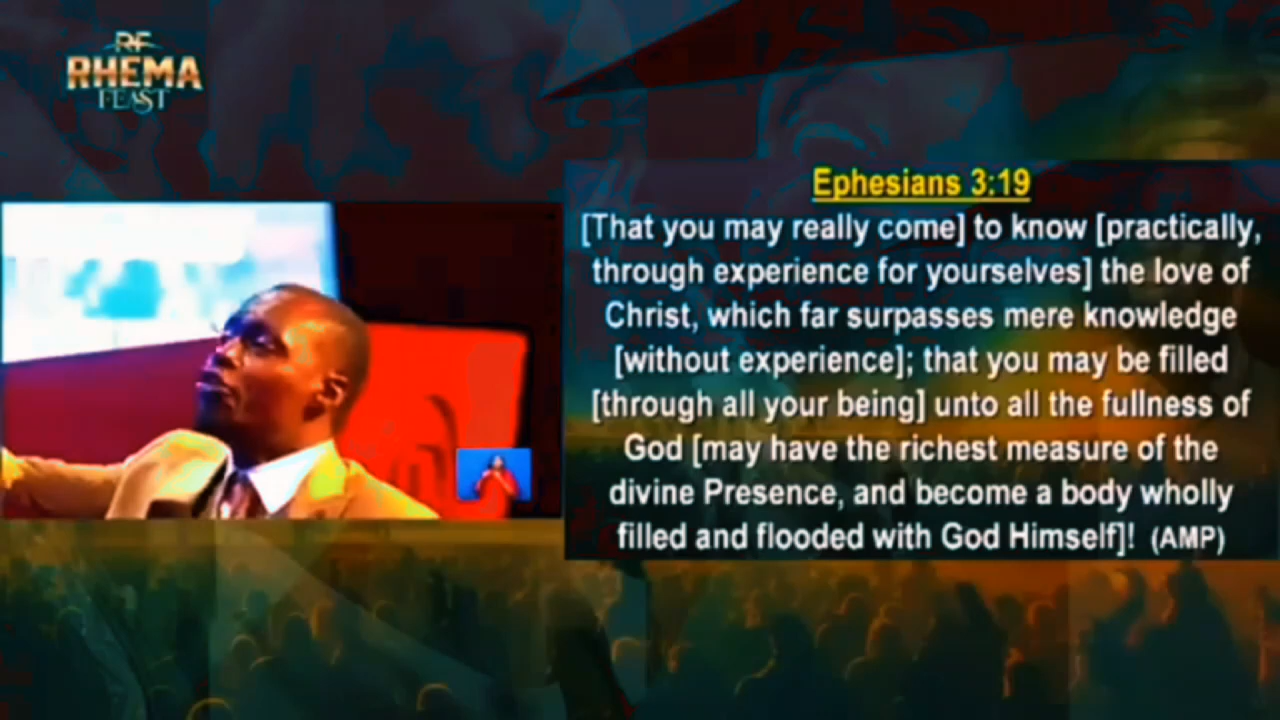 RF
RHEMA
FEAST
Ephesians 3:19
[That you may really come] to know [practically,
through experience for yourselves] the love of
Christ, which far surpasses mere knowledge
[without experience]; that you may be filled
[through all your being] unto all the fullness of
God [may have the richest measure of the
divine Presence, and become a body wholly
filled and flooded with God Himself]! (AMP)